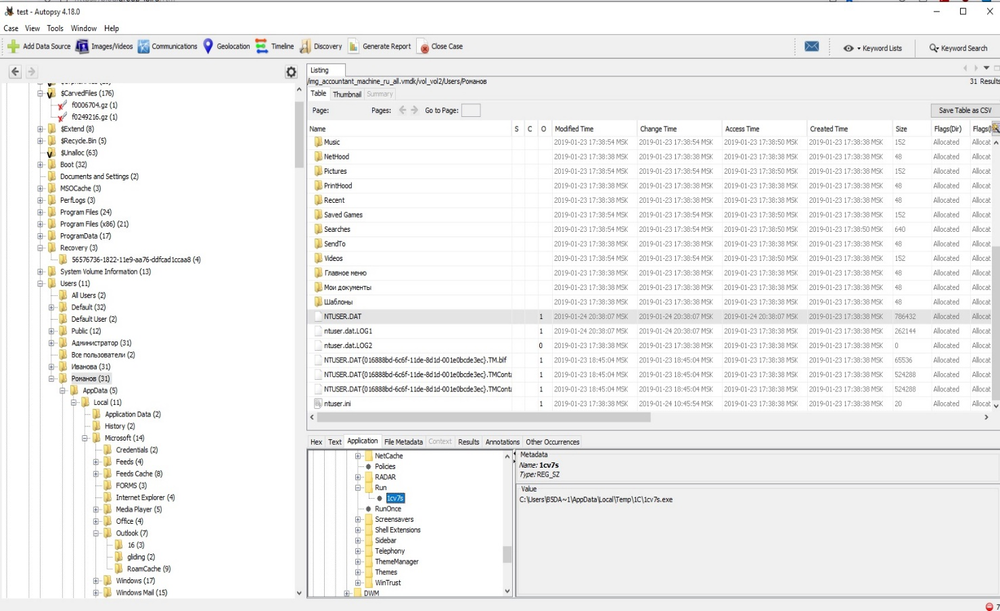 test - Autopsy 4.18.0
Case View Tools Window Help
Add Data Source Images/Videos Communications Geolocation Timeline Discovery Generate Report Close Case Keyword Lists Keyword Search
$CarvedFiles (176)
f0006704.gz (1)
f0249216.gz (1)
$Extend (8)
$Recycle.Bin (5)
$Unalloc (63)
Boot (32)
Documents and Settings (2)
MSOCache (3)
PerfLogs (3)
Program Files (24)
Program Files (x86) (21)
ProgramData (17)
Recovery (3)
56576736-1822-11e9-aa76-ddfcad1ccaa8 (4)
System Volume Information (13)
Users (11)
All Users (2)
Default (32)
Default User (2)
Public (12)
Администратор (31)
Все пользователи (2)
Иванова (31)
Романов (31)
AppData (5)
Local (11)
Application Data (2)
History (2)
Microsoft (14)
Credentials (2)
Feeds (4)
Feeds Cache (8)
FORMS (3)
Internet Explorer (4)
Media Player (5)
Office (4)
Outlook (7)
16 (3)
gliding (2)
RoamCache (9)
Windows (17)
Windows Mail (15)
Listing
/img_accountant_machine_ru_all.vmdk/vol_vol2/Users/Романов 31 Results
Table Thumbnail Summary
Page: Pages: Go to Page: Save Table as CSV
Name S C O Modified Time Change Time Access Time Created Time Size Flags(Dir) Flags(
Music 2019-01-23 17:38:54 MSK 2019-01-23 17:38:54 MSK 2019-01-23 17:38:50 MSK 2019-01-23 17:38:38 MSK 152 Allocated Allocat
NetHood 2019-01-23 17:38:38 MSK 2019-01-23 17:38:38 MSK 2019-01-23 17:38:38 MSK 2019-01-23 17:38:38 MSK 48 Allocated Allocat
Pictures 2019-01-23 17:38:54 MSK 2019-01-23 17:38:54 MSK 2019-01-23 17:38:50 MSK 2019-01-23 17:38:38 MSK 152 Allocated Allocat
PrintHood 2019-01-23 17:38:38 MSK 2019-01-23 17:38:38 MSK 2019-01-23 17:38:38 MSK 2019-01-23 17:38:38 MSK 48 Allocated Allocat
Recent 2019-01-23 17:38:38 MSK 2019-01-23 17:38:38 MSK 2019-01-23 17:38:38 MSK 2019-01-23 17:38:38 MSK 48 Allocated Allocat
Saved Games 2019-01-23 17:38:54 MSK 2019-01-23 17:38:54 MSK 2019-01-23 17:38:50 MSK 2019-01-23 17:38:38 MSK 152 Allocated Allocat
Searches 2019-01-23 17:38:54 MSK 2019-01-23 17:38:54 MSK 2019-01-23 17:38:50 MSK 2019-01-23 17:38:50 MSK 640 Allocated Allocat
SendTo 2019-01-23 17:38:38 MSK 2019-01-23 17:38:38 MSK 2019-01-23 17:38:38 MSK 2019-01-23 17:38:38 MSK 48 Allocated Allocat
Videos 2019-01-23 17:38:54 MSK 2019-01-23 17:38:54 MSK 2019-01-23 17:38:50 MSK 2019-01-23 17:38:38 MSK 152 Allocated Allocat
Главное меню 2019-01-23 17:38:38 MSK 2019-01-23 17:38:38 MSK 2019-01-23 17:38:38 MSK 2019-01-23 17:38:38 MSK 48 Allocated Allocat
Мои документы 2019-01-23 17:38:38 MSK 2019-01-23 17:38:38 MSK 2019-01-23 17:38:38 MSK 2019-01-23 17:38:38 MSK 48 Allocated Allocat
Шаблоны 2019-01-23 17:38:38 MSK 2019-01-23 17:38:38 MSK 2019-01-23 17:38:38 MSK 2019-01-23 17:38:38 MSK 48 Allocated Allocat
NTUSER.DAT 1 2019-01-24 20:38:07 MSK 2019-01-24 20:38:07 MSK 2019-01-24 20:38:07 MSK 2019-01-23 17:38:38 MSK 786432 Allocated Allocat
ntuser.dat.LOG1 1 2019-01-24 20:38:07 MSK 2019-01-24 20:38:07 MSK 2019-01-23 17:38:38 MSK 2019-01-23 17:38:38 MSK 262144 Allocated Allocat
ntuser.dat.LOG2 0 2019-01-23 17:38:38 MSK 2019-01-23 17:38:38 MSK 2019-01-23 17:38:38 MSK 2019-01-23 17:38:38 MSK 0 Allocated Allocat
NTUSER.DAT{016888bd-6c6f-11de-8d1d-001e0bcde3ec}.TM.blf 1 2019-01-23 18:45:04 MSK 2019-01-23 18:45:04 MSK 2019-01-23 17:38:38 MSK 2019-01-23 17:38:38 MSK 65536 Allocated Allocat
NTUSER.DAT{016888bd-6c6f-11de-8d1d-001e0bcde3ec}.TMConta 1 2019-01-23 18:45:04 MSK 2019-01-23 18:45:04 MSK 2019-01-23 17:38:38 MSK 2019-01-23 17:38:38 MSK 524288 Allocated Allocat
NTUSER.DAT{016888bd-6c6f-11de-8d1d-001e0bcde3ec}.TMConta 1 2019-01-23 18:45:04 MSK 2019-01-23 18:45:04 MSK 2019-01-23 17:38:38 MSK 2019-01-23 17:38:38 MSK 524288 Allocated Allocat
ntuser.ini 1 2019-01-23 17:38:38 MSK 2019-01-24 10:45:54 MSK 2019-01-23 17:38:38 MSK 2019-01-23 17:38:38 MSK 20 Allocated Allocat
Hex Text Application File Metadata Context Results Annotations Other Occurrences
NetCache
Policies
RADAR
Run
1cv7s
RunOnce
Screensavers
Shell Extensions
Sidebar
Telephony
ThemeManager
Themes
WinTrust
DWM
Metadata
Name: 1cv7s
Type: REG_SZ
Value
C:\Users\B5DA~1\AppData\Local\Temp\1C\1cv7s.exe
7